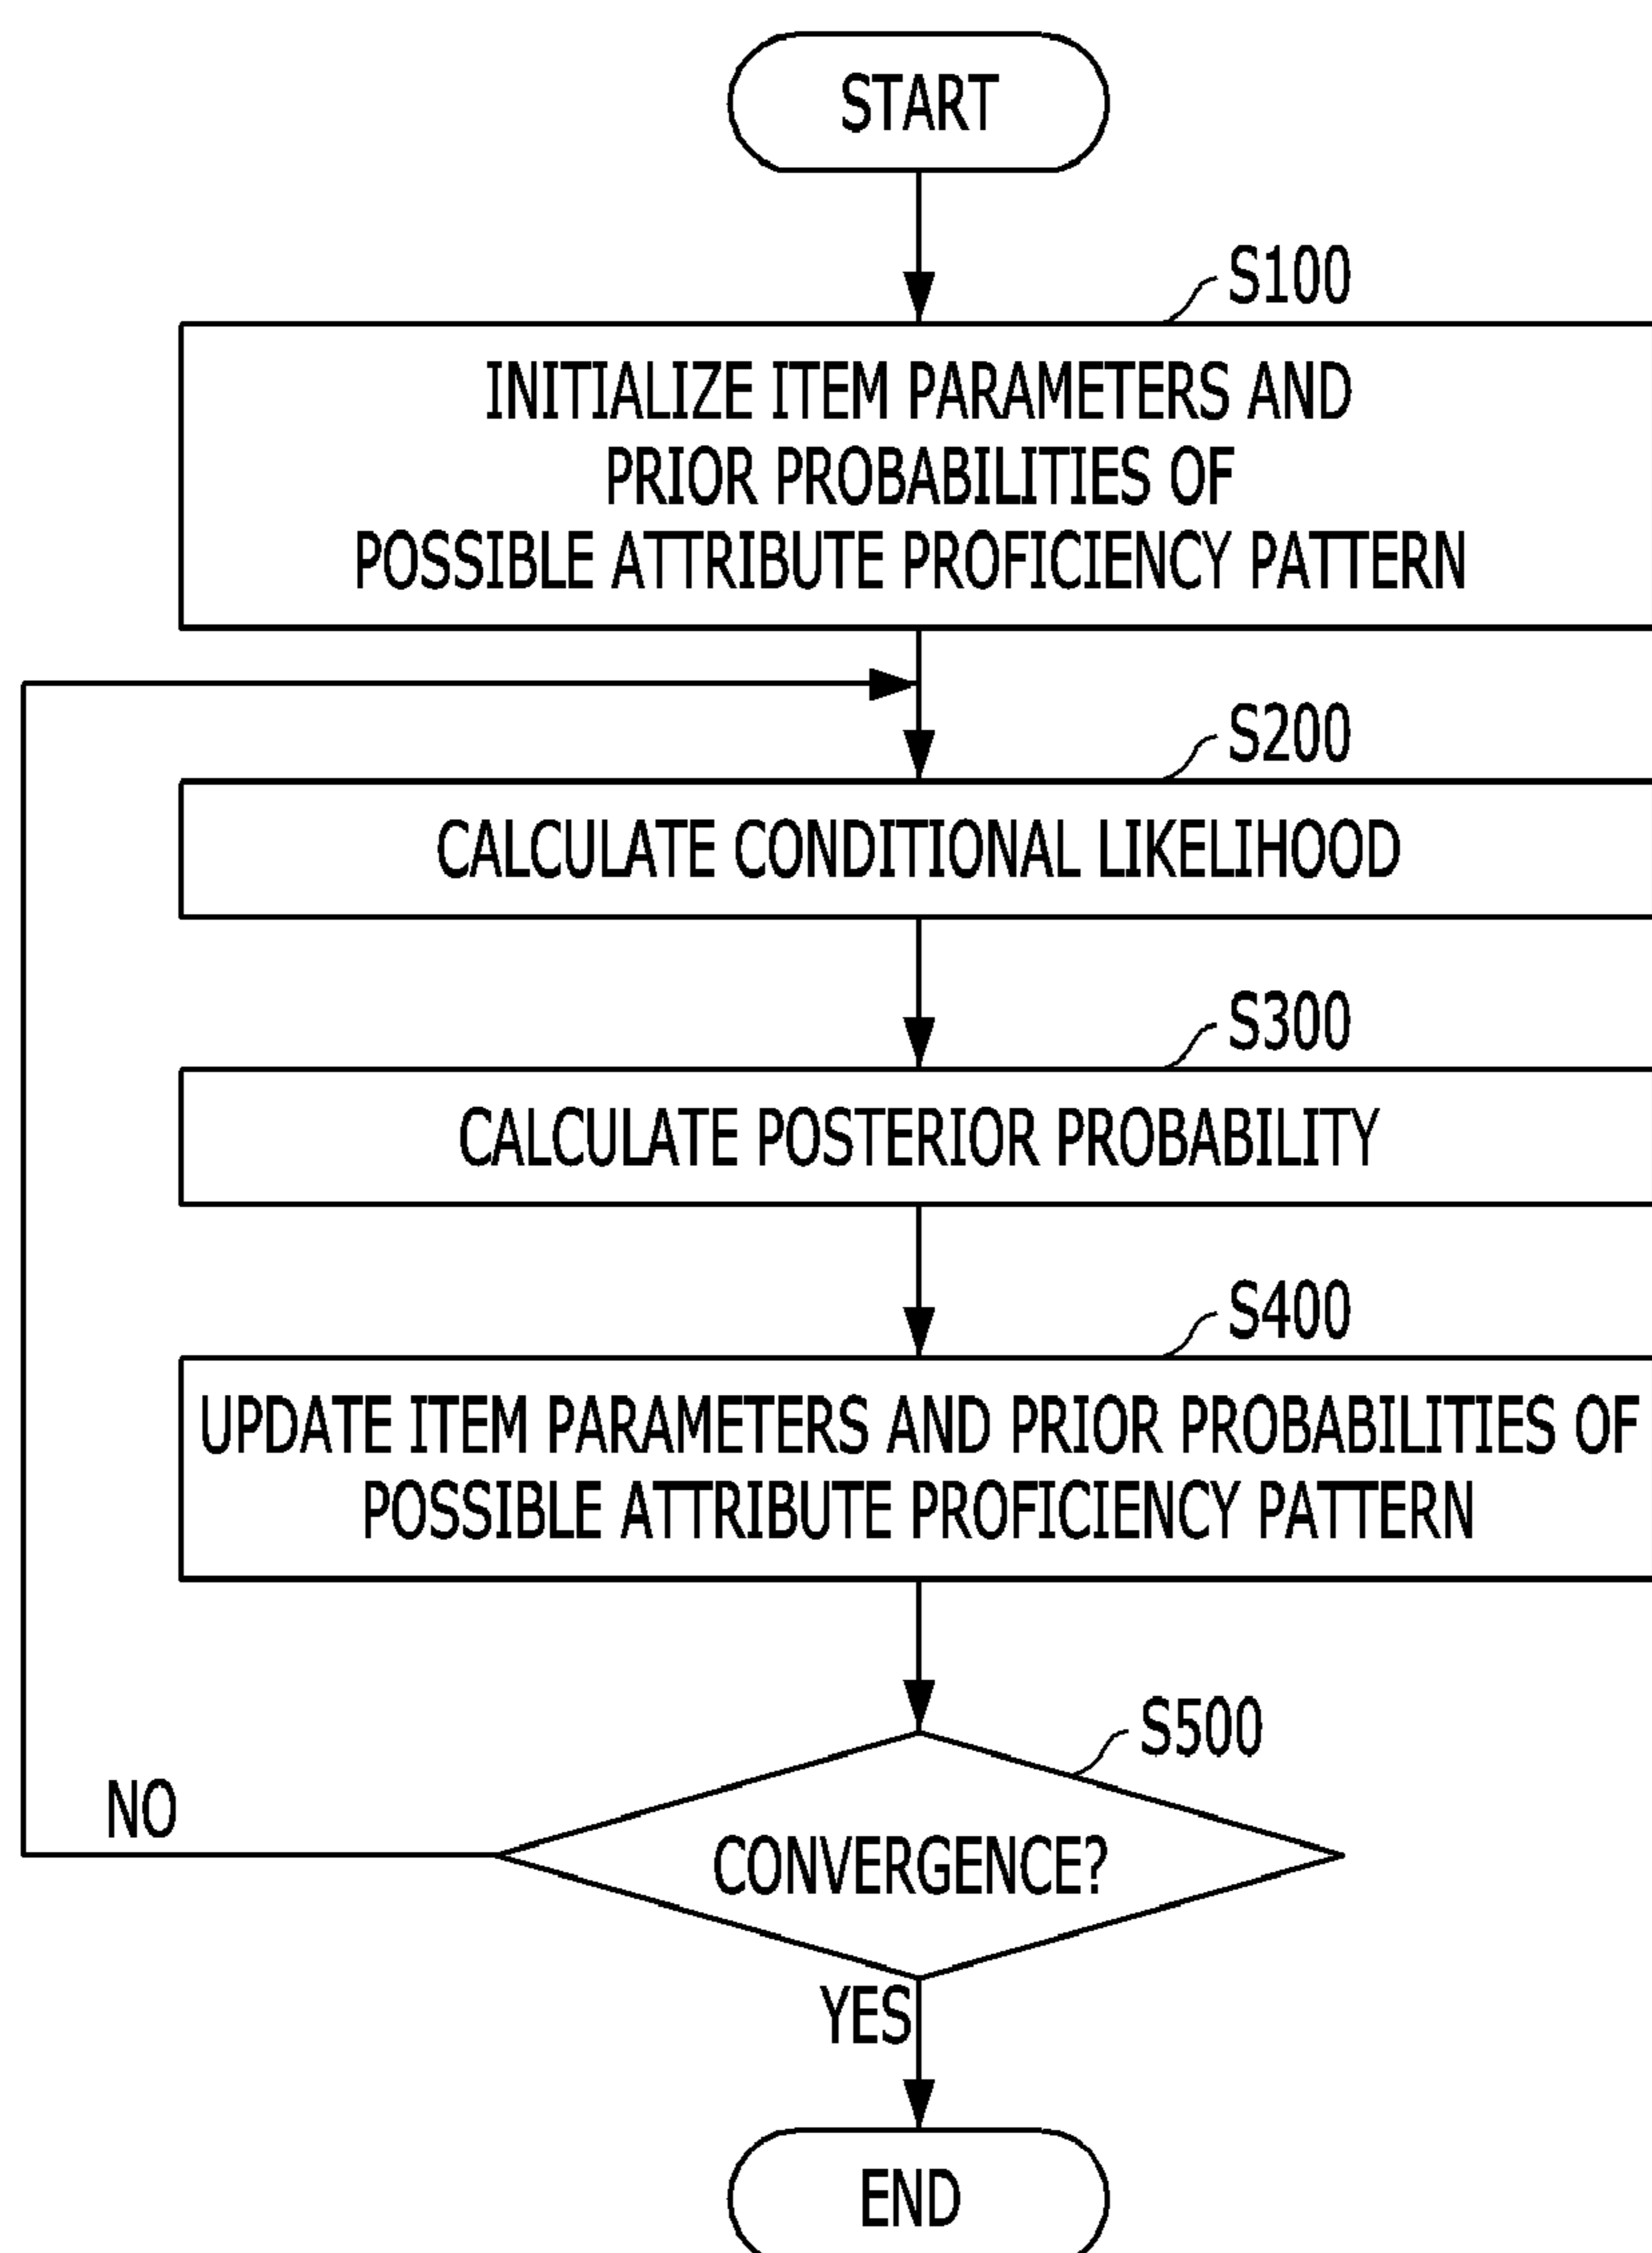 START
S100
INITIALIZE ITEM PARAMETERS AND
PRIOR PROBABILITIES OF
POSSIBLE ATTRIBUTE PROFICIENCY PATTERN
S200
CALCULATE CONDITIONAL LIKELIHOOD
S300
CALCULATE POSTERIOR PROBABILITY
S400
UPDATE ITEM PARAMETERS AND PRIOR PROBABILITIES OF
POSSIBLE ATTRIBUTE PROFICIENCY PATTERN
S500
NO
CONVERGENCE?
YES
END